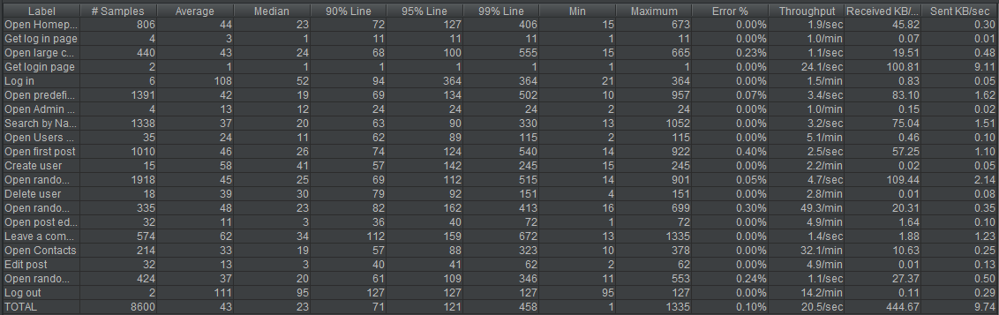 Label # Samples Average Median 90% Line 95% Line 99% Line Min Maximum Error % Throughput Received KB/... Sent KB/sec
Open Homep... 806 44 23 72 127 406 15 673 0.00% 1.9/sec 45.82 0.30
Get log in page 4 3 1 11 11 11 1 11 0.00% 1.0/min 0.07 0.01
Open large c... 440 43 24 68 100 555 15 665 0.23% 1.1/sec 19.51 0.48
Get login page 2 1 1 1 1 1 1 1 0.00% 24.1/sec 100.81 9.11
Log in 6 108 52 94 364 364 21 364 0.00% 1.5/min 0.83 0.05
Open predefi... 1391 42 19 69 134 502 10 957 0.07% 3.4/sec 83.10 1.62
Open Admin ... 4 13 12 24 24 24 2 24 0.00% 1.0/min 0.15 0.02
Search by Na... 1338 37 20 63 90 330 13 1052 0.00% 3.2/sec 75.04 1.51
Open Users ... 35 24 11 62 89 115 2 115 0.00% 5.1/min 0.46 0.10
Open first post 1010 46 26 74 124 540 14 922 0.40% 2.5/sec 57.25 1.10
Create user 15 58 41 57 142 245 15 245 0.00% 2.2/min 0.02 0.05
Open rando... 1918 45 25 69 112 515 14 901 0.05% 4.7/sec 109.44 2.14
Delete user 18 39 30 79 92 151 4 151 0.00% 2.8/min 0.01 0.08
Open rando... 335 48 23 82 162 413 16 699 0.30% 49.3/min 20.31 0.35
Open post ed... 32 11 3 36 40 72 1 72 0.00% 4.9/min 1.64 0.10
Leave a com... 574 62 34 112 159 672 13 1335 0.00% 1.4/sec 1.88 1.23
Open Contacts 214 33 19 57 88 323 10 378 0.00% 32.1/min 10.63 0.25
Edit post 32 13 3 40 41 62 2 62 0.00% 4.9/min 0.01 0.13
Open rando... 424 37 20 61 109 346 11 553 0.24% 1.1/sec 27.37 0.50
Log out 2 111 95 127 127 127 95 127 0.00% 14.2/min 0.11 0.29
TOTAL 8600 43 23 71 121 458 1 1335 0.10% 20.5/sec 444.67 9.74